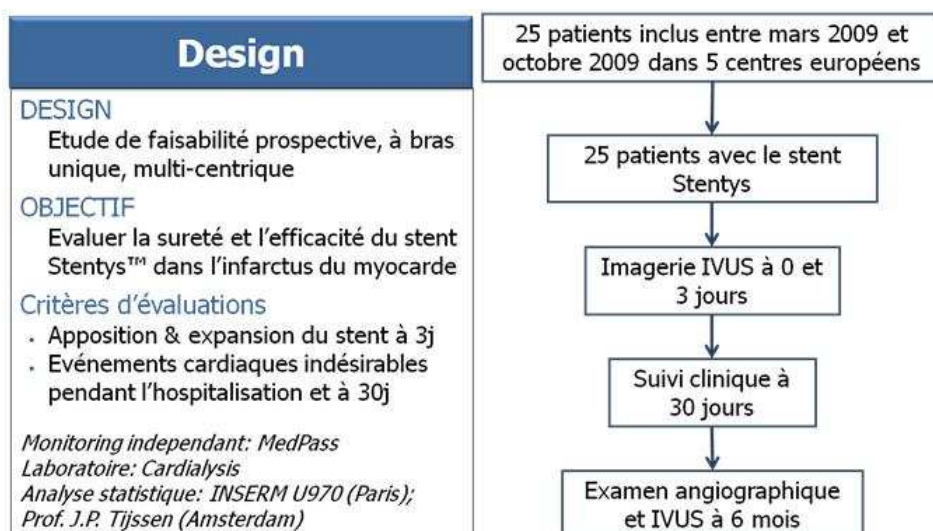 Design
DESIGN
Etude de faisabilité prospective, à bras
unique, multi-centrique
OBJECTIF
Evaluer la sureté et l'efficacité du stent
Stentys™ dans l'infarctus du myocarde
Critères d'évaluations
• Apposition & expansion du stent à 3j
• Evénements cardiaques indésirables
pendant l'hospitalisation et à 30j
Monitoring independant: MedPass
Laboratoire: Cardialysis
Analyse statistique: INSERM U970 (Paris);
Prof. J.P. Tijssen (Amsterdam)
25 patients inclus entre mars 2009 et
octobre 2009 dans 5 centres européens
25 patients avec le stent
Stentys
Imagerie IVUS à 0 et
3 jours
Suivi clinique à
30 jours
Examen angiographique
et IVUS à 6 mois